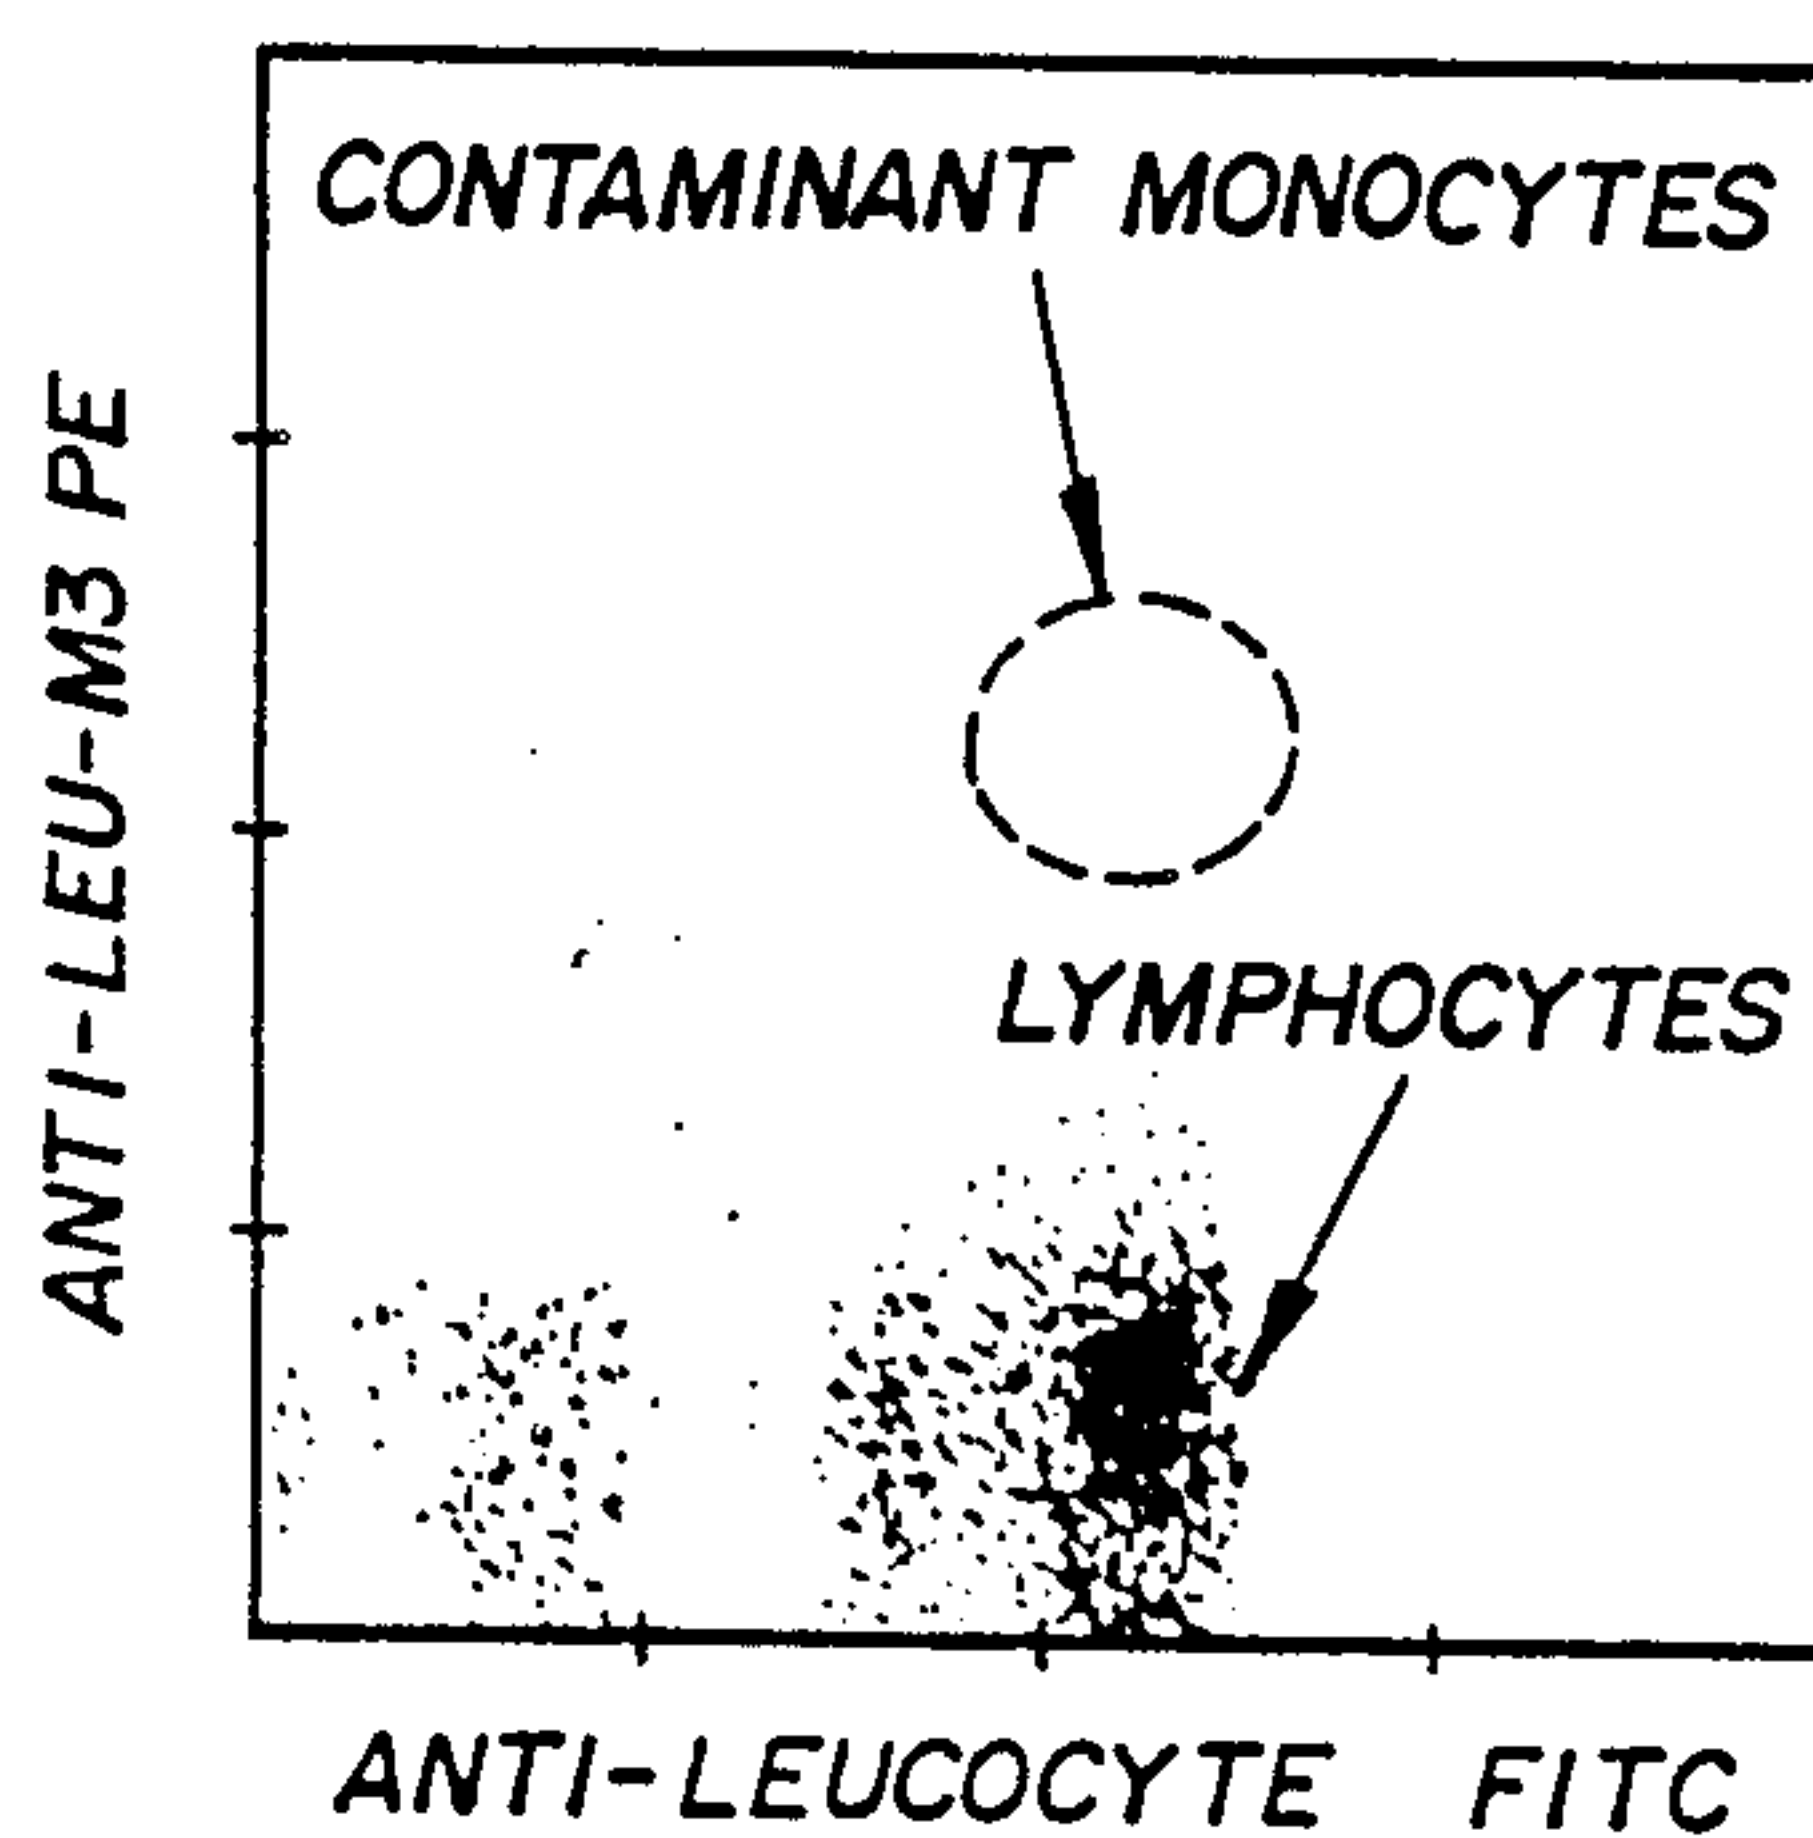 CONTAMINANT MONOCYTES
ANTI-LEU-M3 PE
LYMPHOCYTES
ANTI-LEUCOCYTE FITC